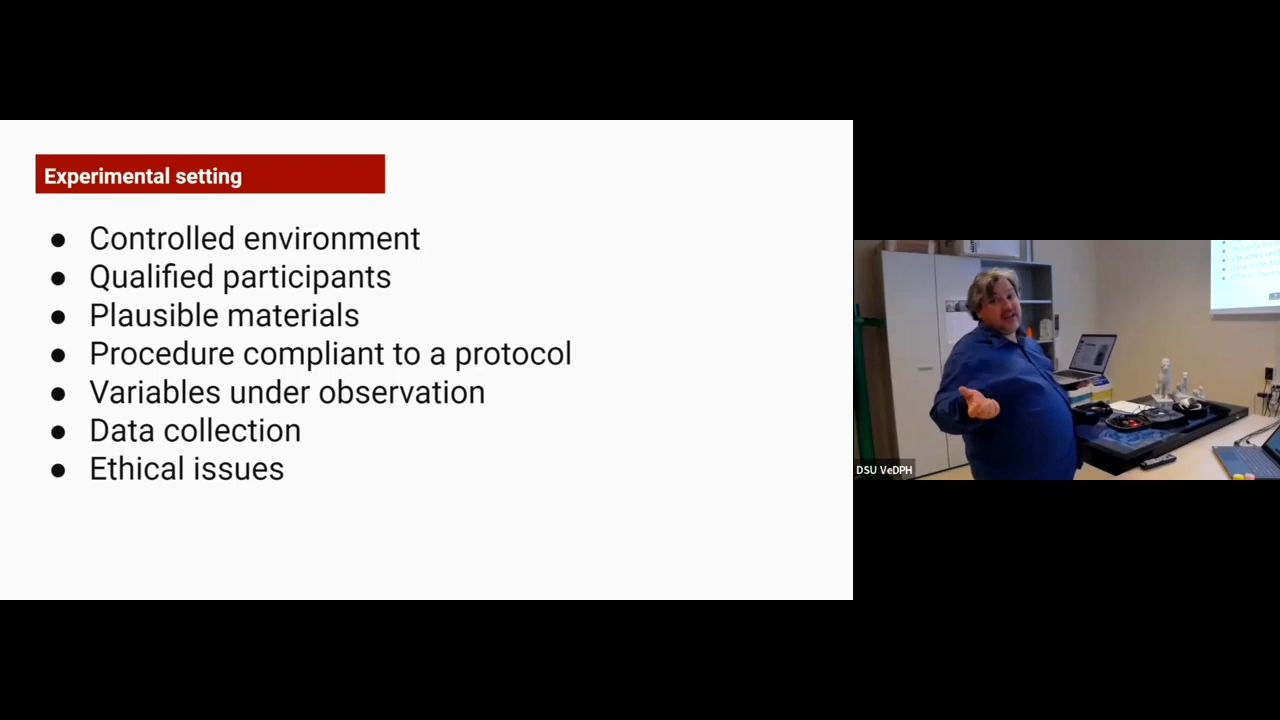 Experimental setting
● Controlled environment
● Qualified participants
● Plausible materials
● Procedure compliant to a protocol
● Variables under observation
● Data collection
● Ethical issues
DSU VeDPH